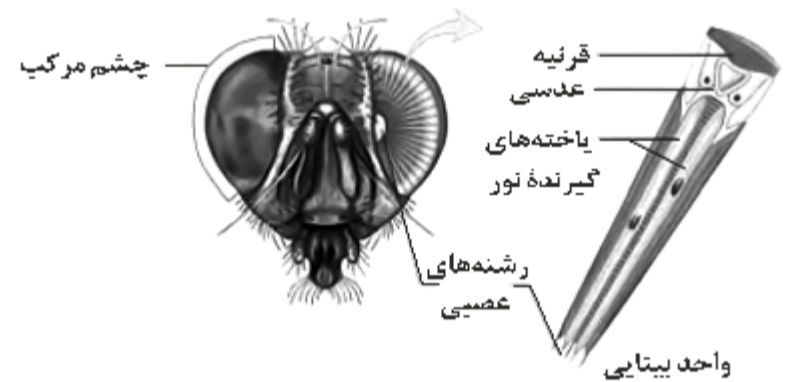 چشم مرکب
قرنیه
عدسی
یاخته‌های
گیرندهٔ نور
رشته‌های
عصبی
واحد بینایی